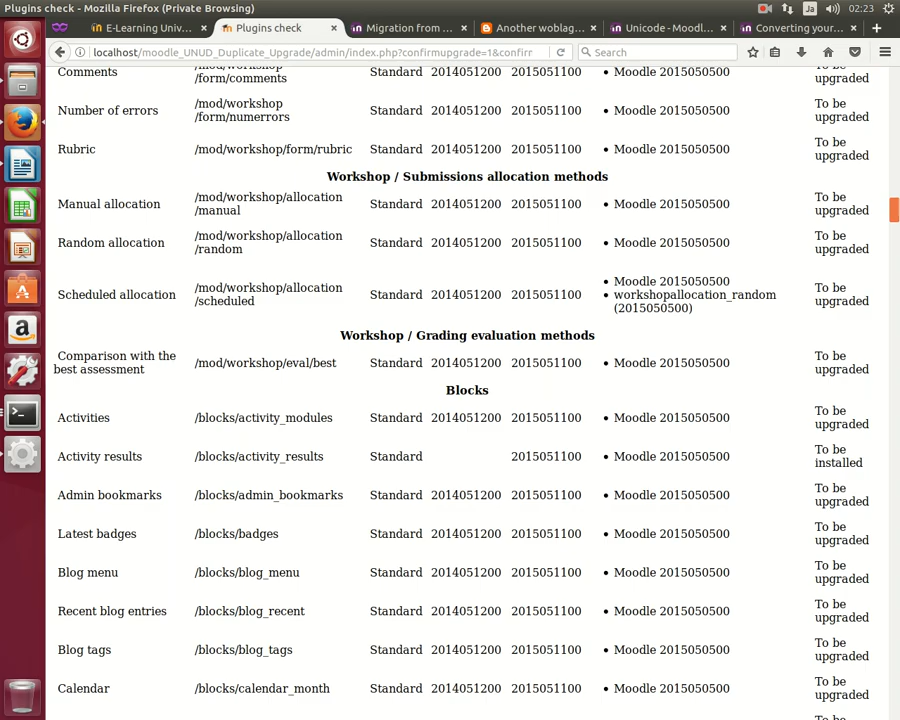 Plugins check - Mozilla Firefox (Private Browsing)
Ja
02:23
E-Learning Univ...
Plugins check
Migration from ...
Another woblag...
Unicode - Moodl...
Converting your...
localhost/moodle_UNUD_Duplicate_Upgrade/admin/index.php?confirmupgrade=1&confirr
Search
Comments
/mod/workshop
/form/comments
Standard 2014051200 2015051100
Moodle 2015050500
To be
upgraded
Number of errors
/mod/workshop
/form/numerrors
Standard 2014051200 2015051100
Moodle 2015050500
To be
upgraded
Rubric
/mod/workshop/form/rubric
Standard 2014051200 2015051100
Moodle 2015050500
To be
upgraded
Workshop / Submissions allocation methods
Manual allocation
/mod/workshop/allocation
/manual
Standard 2014051200 2015051100
Moodle 2015050500
To be
upgraded
Random allocation
/mod/workshop/allocation
/random
Standard 2014051200 2015051100
Moodle 2015050500
To be
upgraded
Scheduled allocation
/mod/workshop/allocation
/scheduled
Standard 2014051200 2015051100
Moodle 2015050500
workshopallocation_random
(2015050500)
To be
upgraded
Workshop / Grading evaluation methods
Comparison with the
best assessment
/mod/workshop/eval/best
Standard 2014051200 2015051100
Moodle 2015050500
To be
upgraded
Blocks
Activities
/blocks/activity_modules
Standard 2014051200 2015051100
Moodle 2015050500
To be
upgraded
Activity results
/blocks/activity_results
Standard 2015051100
Moodle 2015050500
To be
installed
Admin bookmarks
/blocks/admin_bookmarks
Standard 2014051200 2015051100
Moodle 2015050500
To be
upgraded
Latest badges
/blocks/badges
Standard 2014051200 2015051100
Moodle 2015050500
To be
upgraded
Blog menu
/blocks/blog_menu
Standard 2014051200 2015051100
Moodle 2015050500
To be
upgraded
Recent blog entries
/blocks/blog_recent
Standard 2014051200 2015051100
Moodle 2015050500
To be
upgraded
Blog tags
/blocks/blog_tags
Standard 2014051200 2015051100
Moodle 2015050500
To be
upgraded
Calendar
/blocks/calendar_month
Standard 2014051200 2015051100
Moodle 2015050500
To be
upgraded
To be